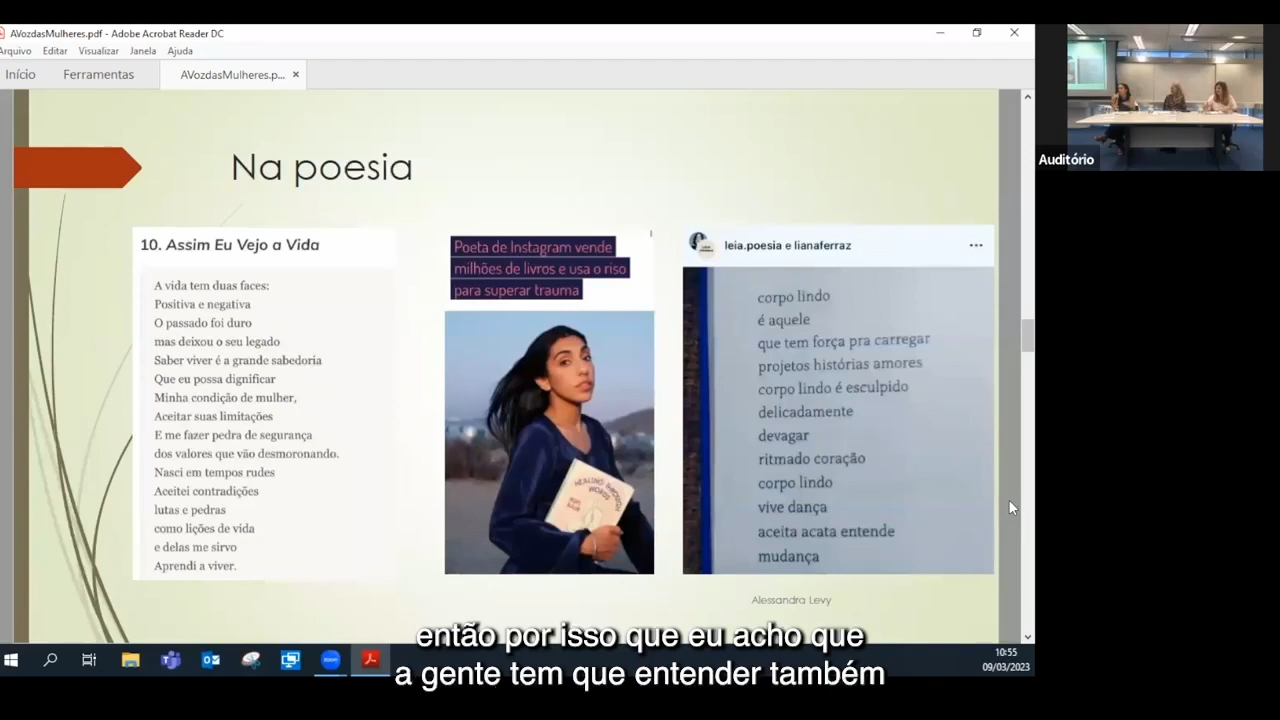 AVozdasMulheres.pdf - Adobe Acrobat Reader DC
Arquivo Editar Visualizar Janela Ajuda
Início Ferramentas AVozdasMulheres.p... ×
Na poesia
10. Assim Eu Vejo a Vida
A vida tem duas faces:
Positiva e negativa
O passado foi duro
mas deixou o seu legado
Saber viver é a grande sabedoria
Que eu possa dignificar
Minha condição de mulher,
Aceitar suas limitações
E me fazer pedra de segurança
dos valores que vão desmoronando.
Nasci em tempos rudes
Aceitei contradições
lutas e pedras
como lições de vida
e delas me sirvo
Aprendi a viver.
Poeta de Instagram vende
milhões de livros e usa o riso
para superar trauma
HEALING THROUGH
WORDS
leia.poesia e lianaferraz
corpo lindo
é aquele
que tem força pra carregar
projetos histórias amores
corpo lindo é esculpido
delicadamente
devagar
ritmado coração
corpo lindo
vive dança
aceita acata entende
mudança
Alessandra Levy
Auditório
então por isso que eu acho que
a gente tem que entender também
10:55
09/03/2023